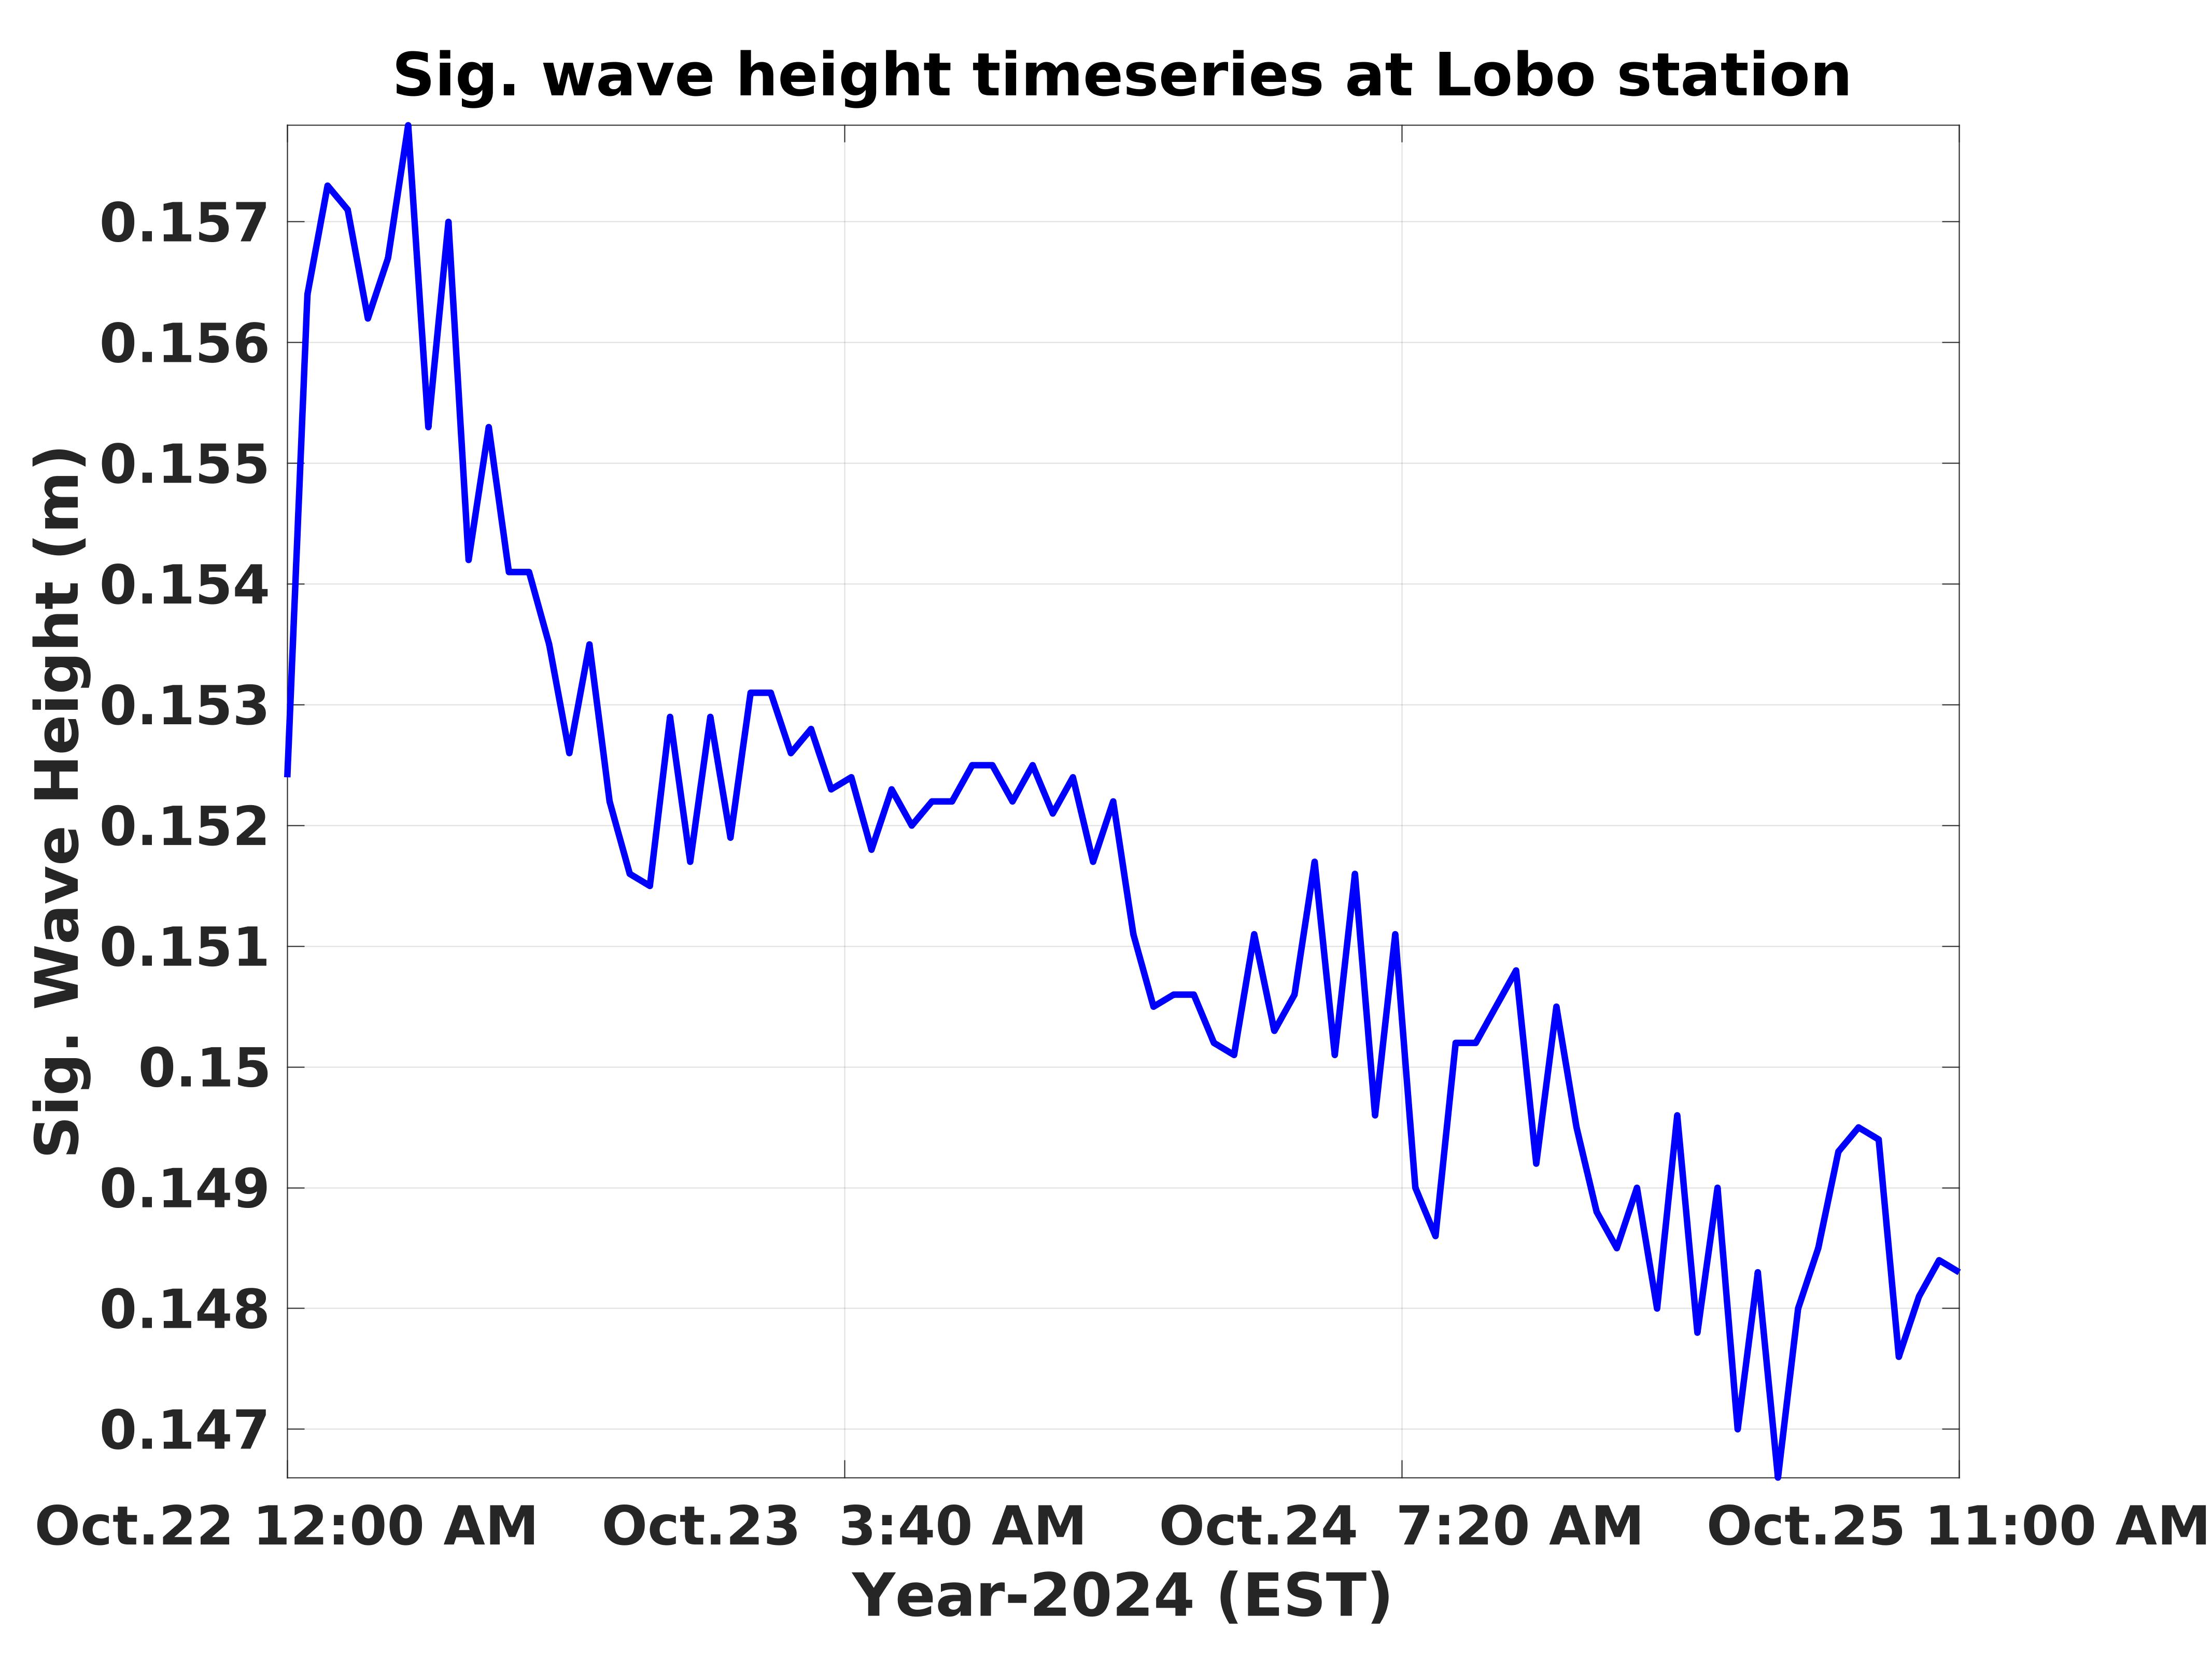 Sig. wave height timeseries at Lobo station
Sig. Wave Height (m)
0.157
0.156
0.155
0.154
0.153
0.152
0.151
0.15
0.149
0.148
0.147
Oct.22 12:00 AM Oct.23 3:40 AM Oct.24 7:20 AM Oct.25 11:00 AM
Year-2024 (EST)